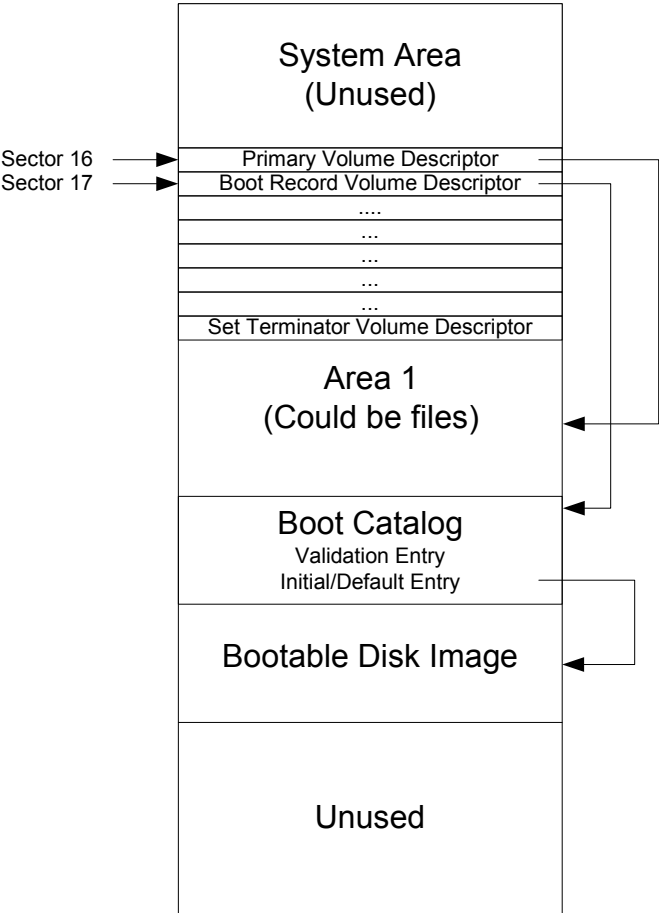 System Area
(Unused)
Sector 16
Primary Volume Descriptor
Sector 17
Boot Record Volume Descriptor
....
...
...
...
...
Set Terminator Volume Descriptor
Area 1
(Could be files)
Boot Catalog
Validation Entry
Initial/Default Entry
Bootable Disk Image
Unused